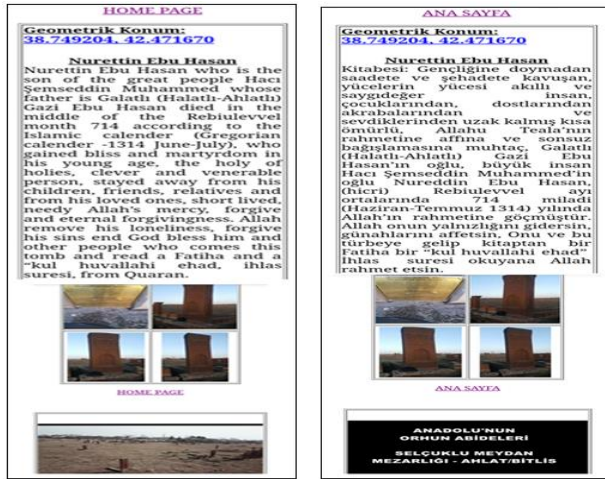 HOME PAGE
Geometrik Konum:
38.749204, 42.471670
Nurettin Ebu Hasan
Nurettin Ebu Hasan who is the
son of the great people Hacı
Şemseddin Muhammed whose
father is Galatlı (Halatlı-Ahlatlı)
Gazi Ebu Hasan died in the
middle of the Rebiulevvel
month 714 according to the
Islamic calender (Gregorian
calender -1314 June-July), who
gained bliss and martyrdom in
his young age, the holy of
holies, clever and venerable
person, stayed away from his
children, friends, relatives and
from his loved ones, short lived,
needy Allah's mercy, forgive
and eternal forgivingness. Allah
remove his loneliness, forgive
his sins end God bless him and
other people who comes this
tomb and read a Fatiha and a
“kul huvallahi ehad, ihlas
suresi, from Quaran.
HOME PAGE
ANA SAYFA
Geometrik Konum:
38.749204, 42.471670
Nurettin Ebu Hasan
Kitabesi: Gençliğine doymadan
saadete ve şehadete kavuşan,
yücelerin yücesi akıllı ve
saygıdeğer insan,
çocuklarından, dostlarından
akrabalarından ve
sevdiklerinden uzak kalmış kısa
ömürlü, Allahu Teala'nın
rahmetine affına ve sonsuz
bağışlamasına muhtaç, Galatlı
(Halatlı-Ahlatlı) Gazi Ebu
Hasan'ın oğlu, büyük insan
Hacı Şemseddin Muhammed'in
oğlu Nureddin Ebu Hasan,
(hicri) Rebiulevvel ayı
ortalarında 714 miladi
(Haziran-Temmuz 1314) yılında
Allah'ın rahmetine göçmüştür.
Allah onun yalnızlığını gidersin,
günahlarını affetsin, Onu ve bu
türbeye gelip kitaptan bir
Fatiha bir “kul huvallahi ehad”
İhlas suresi okuyana Allah
rahmet etsin.
ANA SAYFA
ANADOLU'NUN
ORHUN ABİDELERİ
SELÇUKLU MEYDAN
MEZARLIĞI - AHLAT/BİTLİS